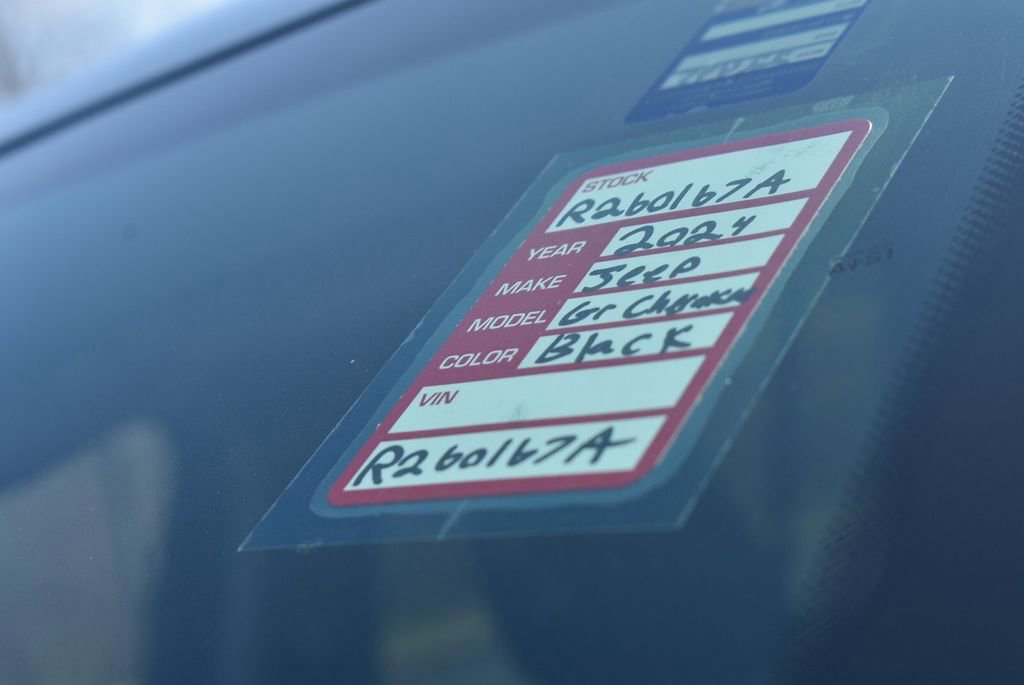 STOCK
R260167A
YEAR 2024
MAKE Jeep
MODEL Gr Cherokee
COLOR Black
VIN
R260167A